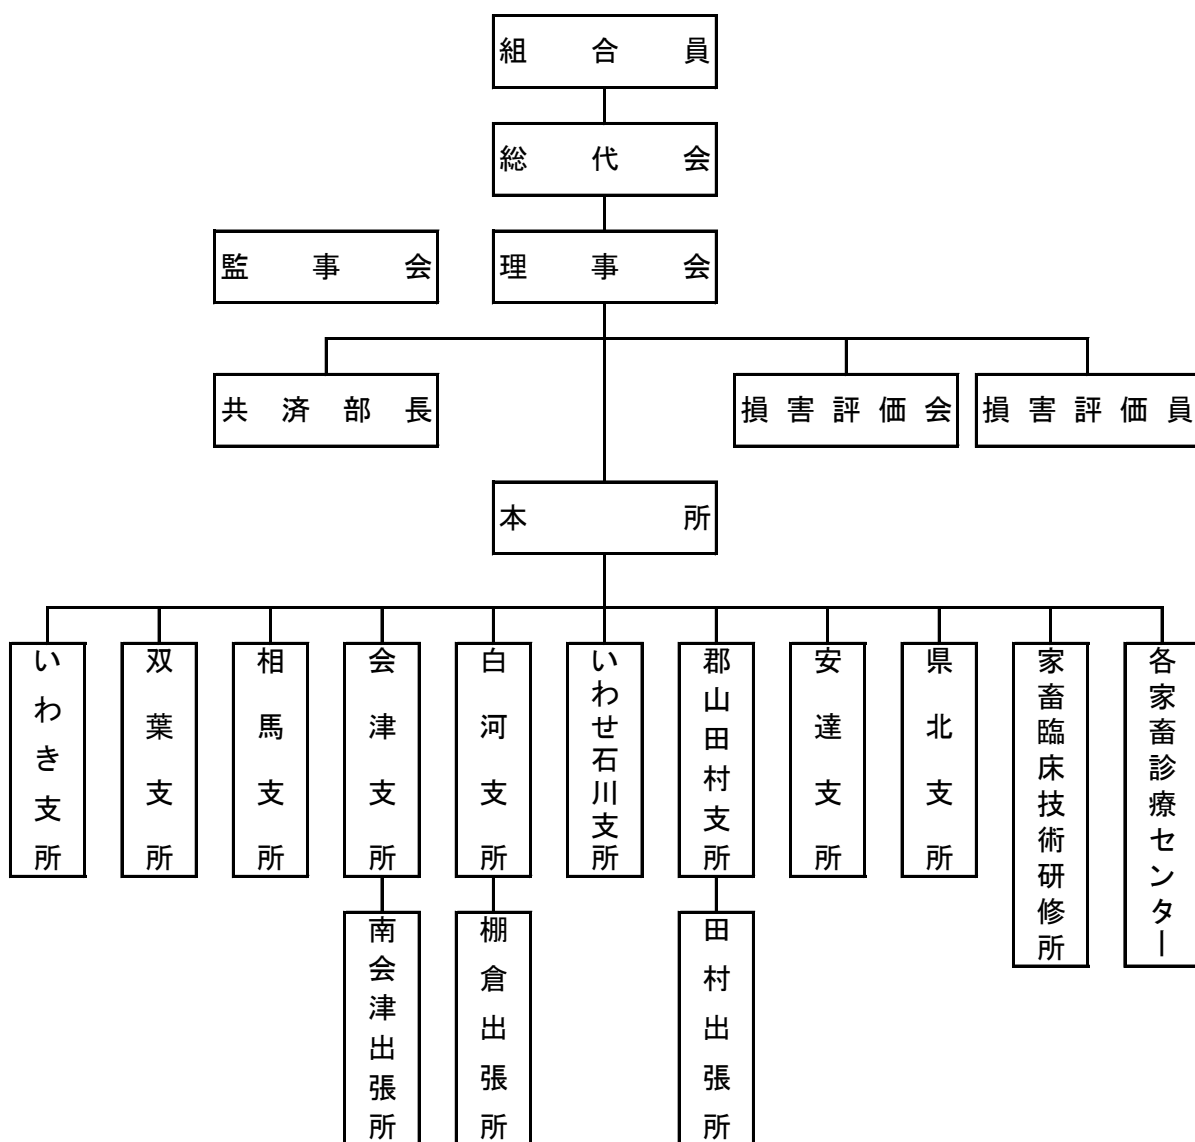 組合員
総代会
監事会
理事会
共済部長
損害評価会
損害評価員
本所
いわき支所
双葉支所
相馬支所
会津支所
白河支所
いわせ石川支所
郡山田村支所
安達支所
県北支所
家畜臨床技術研修所
各家畜診療センター
南会津出張所
棚倉出張所
田村出張所